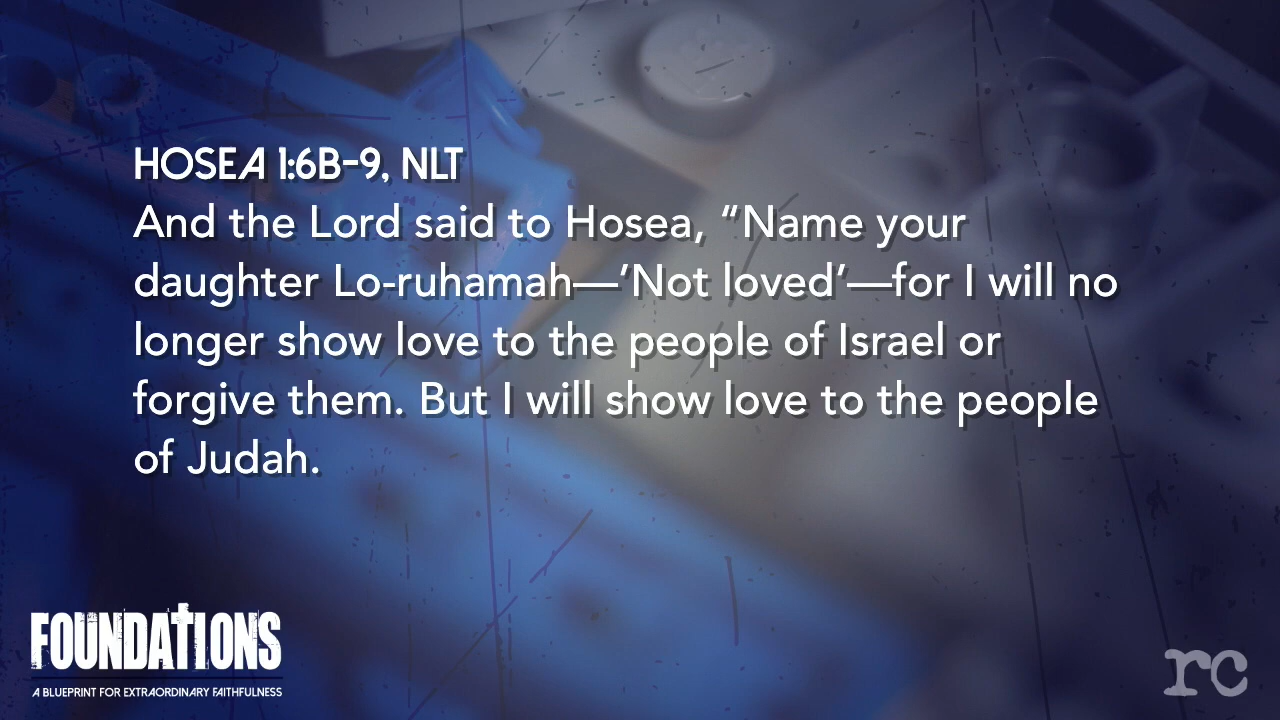 HOSEA 1:6B-9, NLT
And the Lord said to Hosea, “Name your
daughter Lo-ruhamah—’Not loved’—for I will no
longer show love to the people of Israel or
forgive them. But I will show love to the people
of Judah.
FOUNDATIONS
A BLUEPRINT FOR EXTRAORDINARY FAITHFULNESS
rc